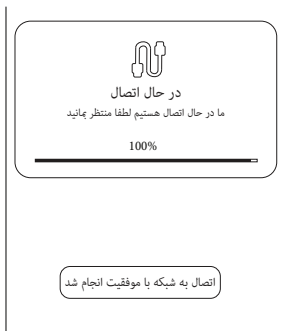 در حال اتصال
ما در حال اتصال هستیم لطفا منتظر بمانید
100%
اتصال به شبکه با موفقیت انجام شد